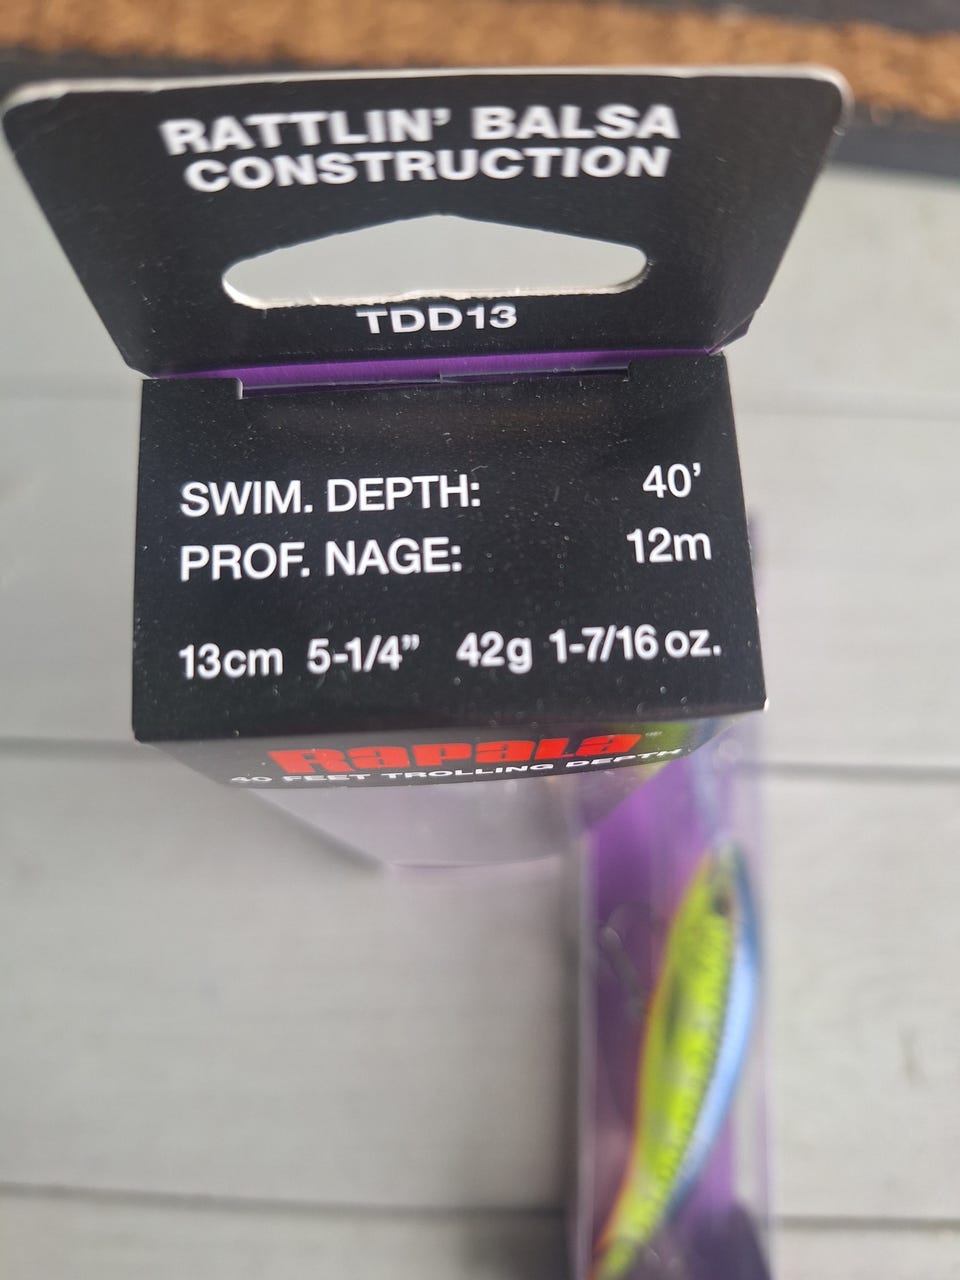 RATTLIN' BALSA
CONSTRUCTION
TDD13
SWIM. DEPTH: 40'
PROF. NAGE: 12m
13cm 5-1/4" 42g 1-7/16 oz.
Rapala
40 FEET TROLLING DEPTH